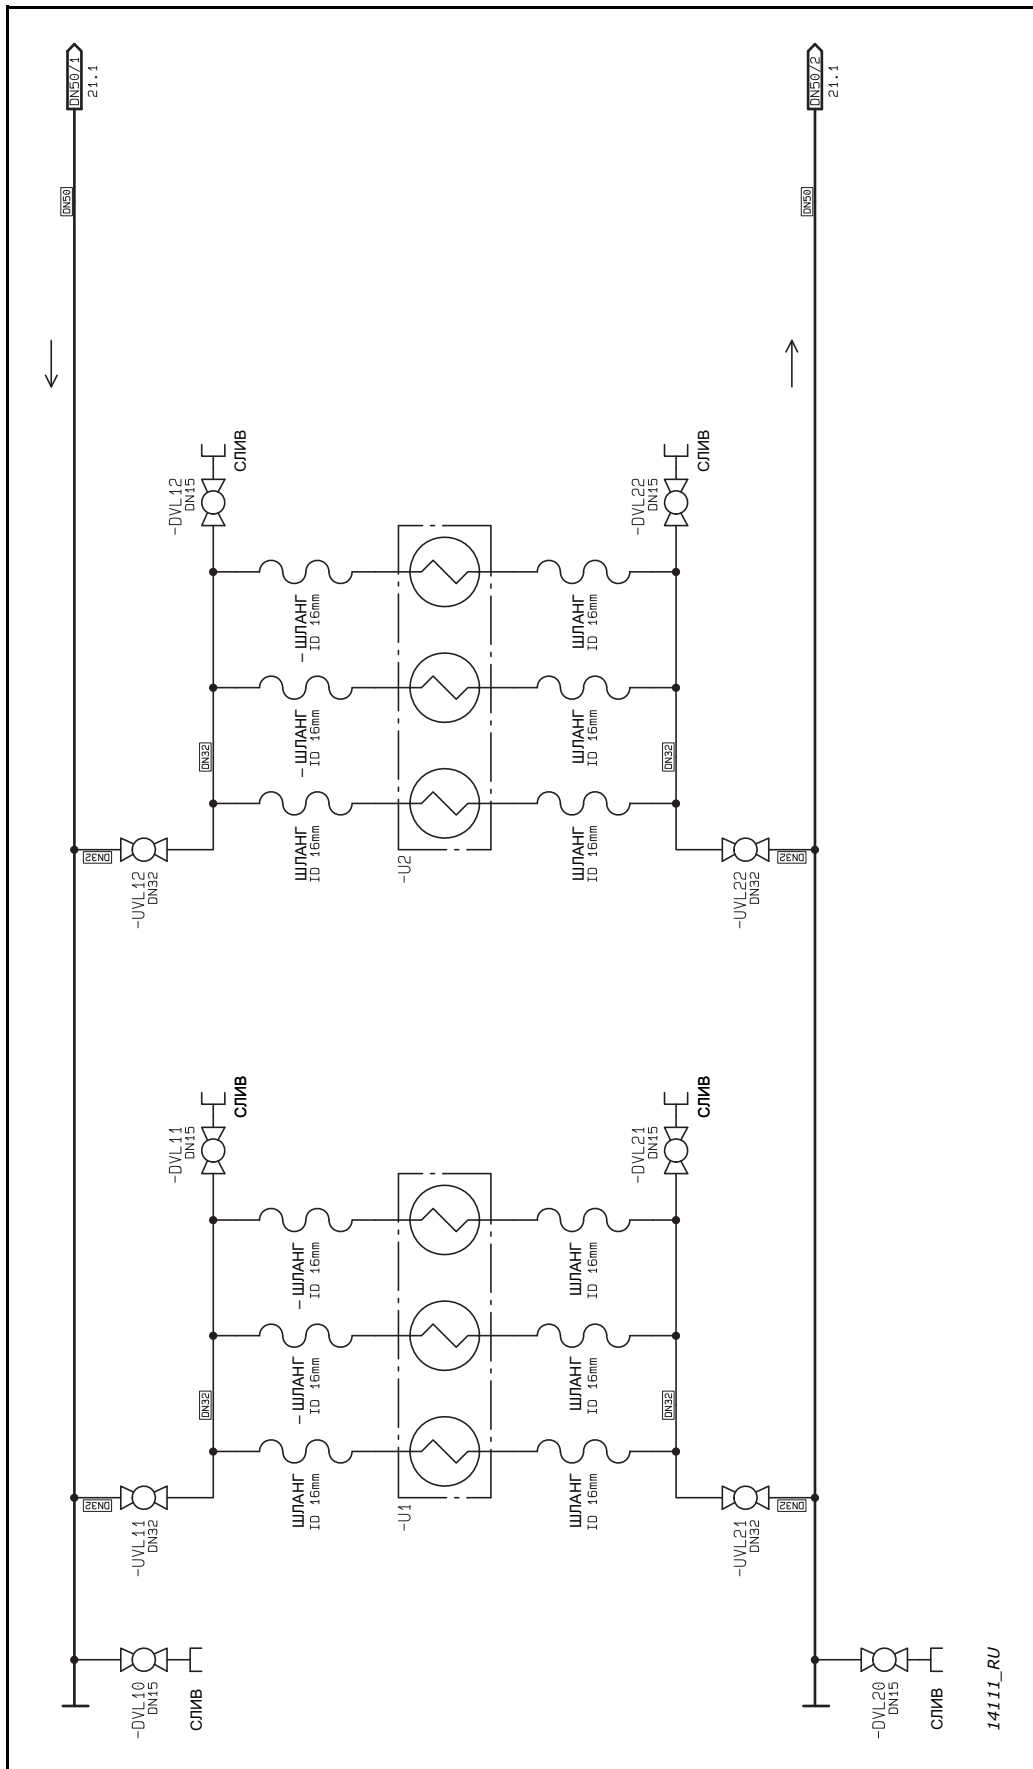 DN50/1
21.1
DN50/2
21.1
DN50
DN50
-DVL12
DN15
СЛИВ
-DVL22
DN15
СЛИВ
– ШЛАНГ
ID 16mm
ШЛАНГ
ID 16mm
– ШЛАНГ
ID 16mm
ШЛАНГ
ID 16mm
DN32
DN32
ШЛАНГ
ID 16mm
ШЛАНГ
ID 16mm
-U2
DN32
-UVL12
DN32
DN32
-UVL22
DN32
-DVL11
DN15
СЛИВ
-DVL21
DN15
СЛИВ
– ШЛАНГ
ID 16mm
ШЛАНГ
ID 16mm
– ШЛАНГ
ID 16mm
ШЛАНГ
ID 16mm
DN32
DN32
ШЛАНГ
ID 16mm
ШЛАНГ
ID 16mm
-U1
DN32
-UVL11
DN32
DN32
-UVL21
DN32
-DVL10
DN15
СЛИВ
-DVL20
DN15
СЛИВ
14111_RU